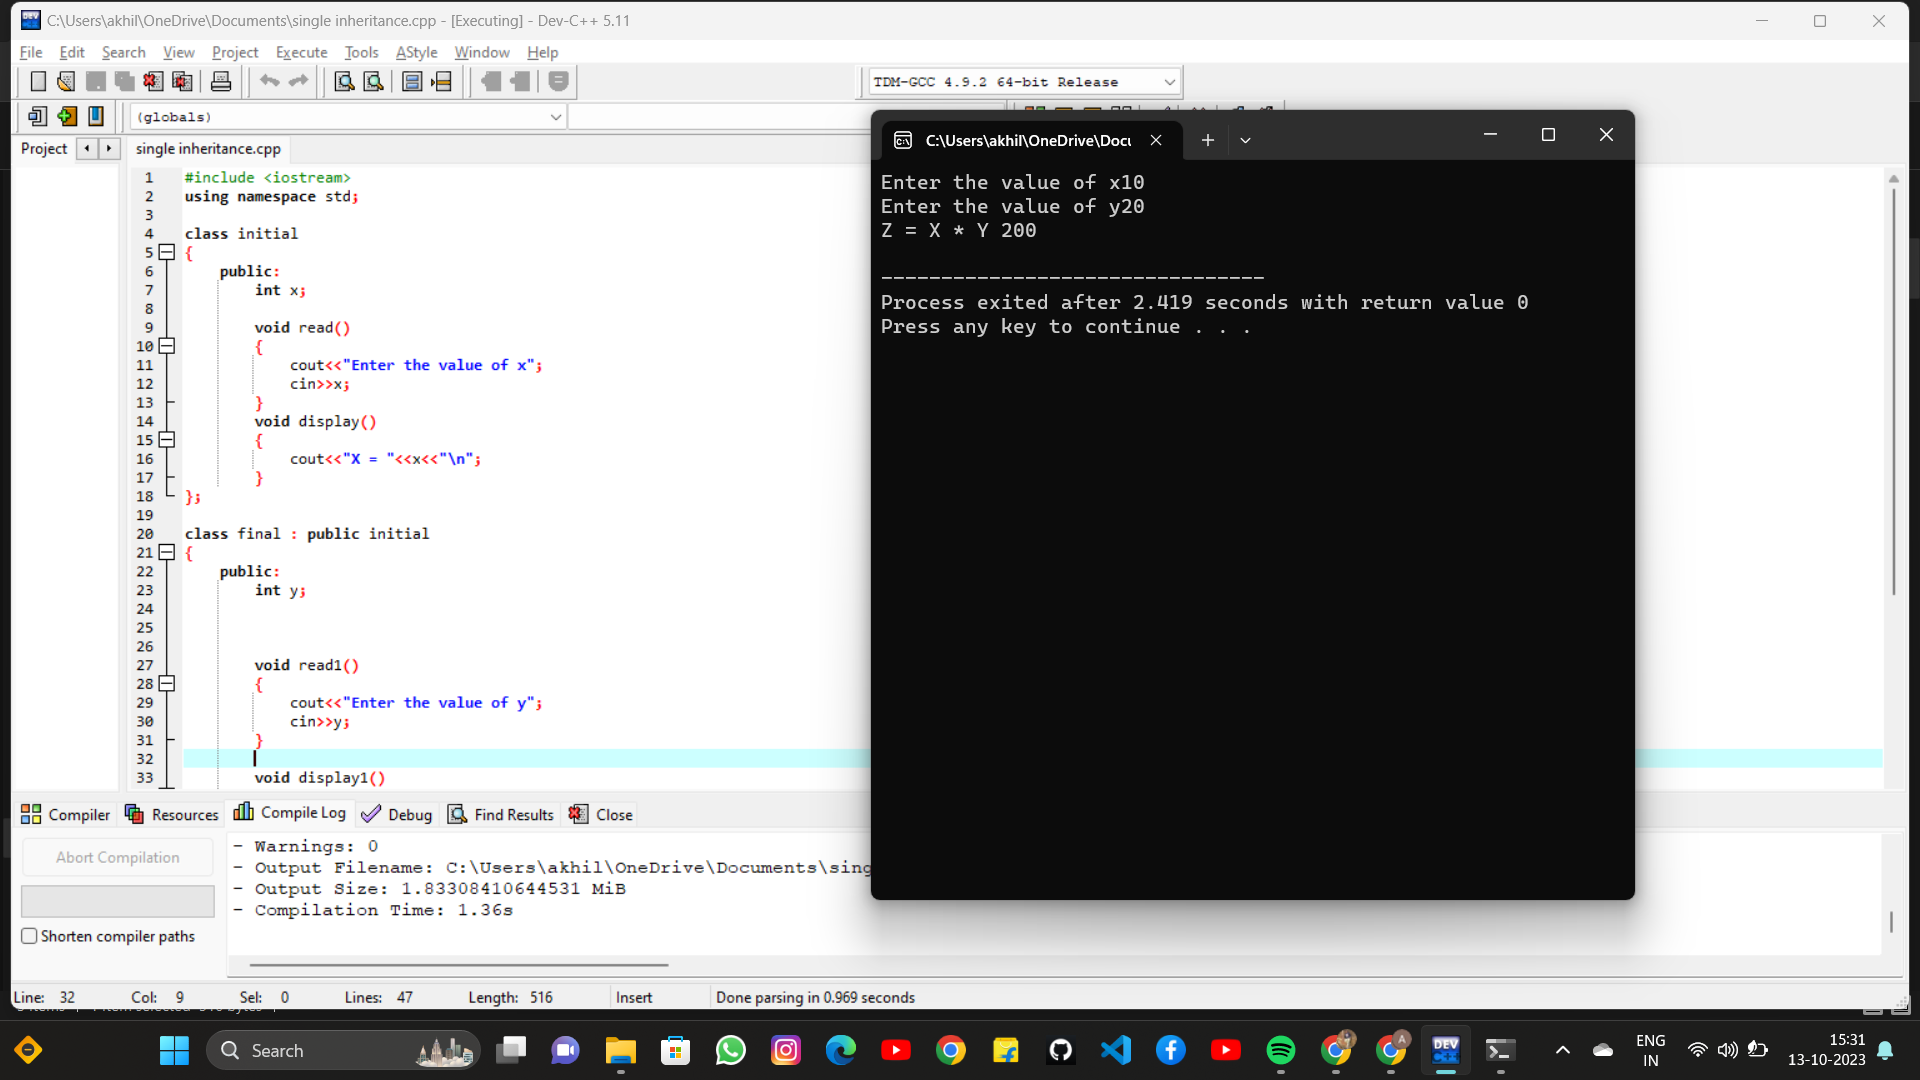 C:\Users\akhil\OneDrive\Documents\single inheritance.cpp - [Executing] - Dev-C++ 5.11
File Edit Search View Project Execute Tools AStyle Window Help
TDM-GCC 4.9.2 64-bit Release
(globals)
Project
single inheritance.cpp
1 #include <iostream>
2 using namespace std;
3
4 class initial
5 {
6 public:
7 int x;
8
9 void read()
10 {
11 cout<<"Enter the value of x";
12 cin>>x;
13 }
14 void display()
15 {
16 cout<<"X = "<<x<<"\n";
17 }
18 };
19
20 class final : public initial
21 {
22 public:
23 int y;
24
25
26
27 void read1()
28 {
29 cout<<"Enter the value of y";
30 cin>>y;
31 }
32
33 void display1()
C:\Users\akhil\OneDrive\Docu
Enter the value of x10
Enter the value of y20
Z = X * Y 200
--------------------------------
Process exited after 2.419 seconds with return value 0
Press any key to continue . . .
Compiler Resources Compile Log Debug Find Results Close
Abort Compilation
Shorten compiler paths
- Warnings: 0
- Output Filename: C:\Users\akhil\OneDrive\Documents\sing
- Output Size: 1.83308410644531 MiB
- Compilation Time: 1.36s
Line: 32 Col: 9 Sel: 0 Lines: 47 Length: 516 Insert Done parsing in 0.969 seconds
Search
DEV
ENG
IN
15:31
13-10-2023